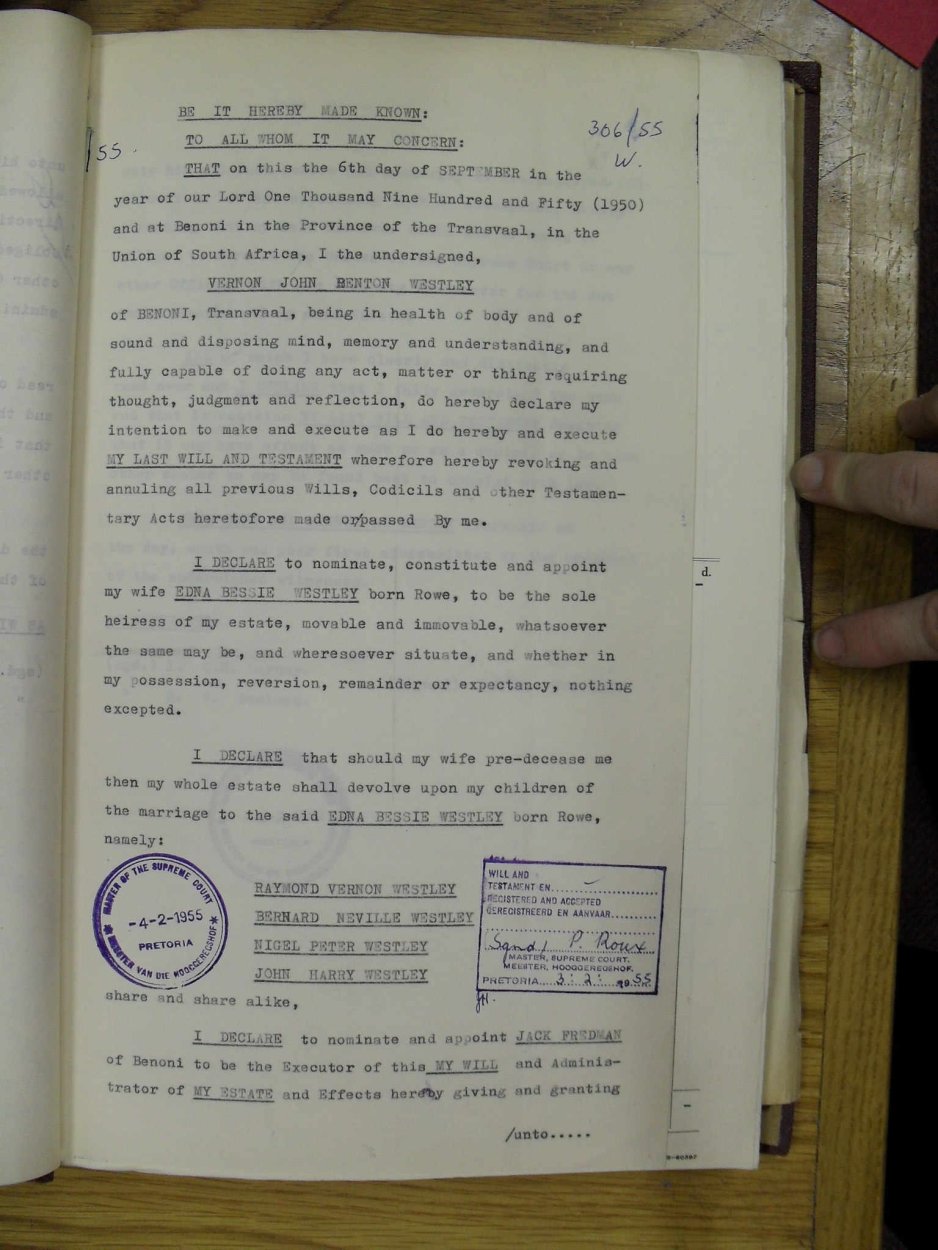 BE IT HEREBY MADE KNOWN:
306/55
TO ALL WHOM IT MAY CONCERN:
55.
W.
THAT on this the 6th day of SEPTEMBER in the
year of our Lord One Thousand Nine Hundred and Fifty (1950)
and at Benoni in the Province of the Transvaal, in the
Union of South Africa, I the undersigned,
VERNON JOHN BENTON WESTLEY
of BENONI, Transvaal, being in health of body and of
sound and disposing mind, memory and understanding, and
fully capable of doing any act, matter or thing requiring
thought, judgment and reflection, do hereby declare my
intention to make and execute as I do hereby and execute
MY LAST WILL AND TESTAMENT wherefore hereby revoking and
annuling all previous Wills, Codicils and other Testamen-
tary Acts heretofore made or/passed By me.
I DECLARE to nominate, constitute and appoint
my wife EDNA BESSIE WESTLEY born Rowe, to be the sole
heiress of my estate, movable and immovable, whatsoever
the same may be, and wheresoever situate, and whether in
my possession, reversion, remainder or expectancy, nothing
excepted.
I DECLARE that should my wife pre-decease me
then my whole estate shall devolve upon my children of
the marriage to the said EDNA BESSIE WESTLEY born Rowe,
namely:
RAYMOND VERNON WESTLEY
BERNARD NEVILLE WESTLEY
NIGEL PETER WESTLEY
JOHN HARRY WESTLEY
MASTER OF THE SUPREME COURT
-4-2-1955
PRETORIA
MEESTER VAN DIE HOOGGEREGSHOF
WILL AND
TESTAMENT EN
REGISTERED AND ACCEPTED
GEREGISTREERD EN AANVAAR
Sgnd/ P. Roux
MASTER, SUPREME COURT.
MEESTER, HOOGGEREGSHOF.
PRETORIA 3:2: 1955
share and share alike,
I DECLARE to nominate and appoint JACK FREDMAN
of Benoni to be the Executor of this MY WILL and Adminis-
trator of MY ESTATE and Effects hereby giving and granting
/unto.....
d.